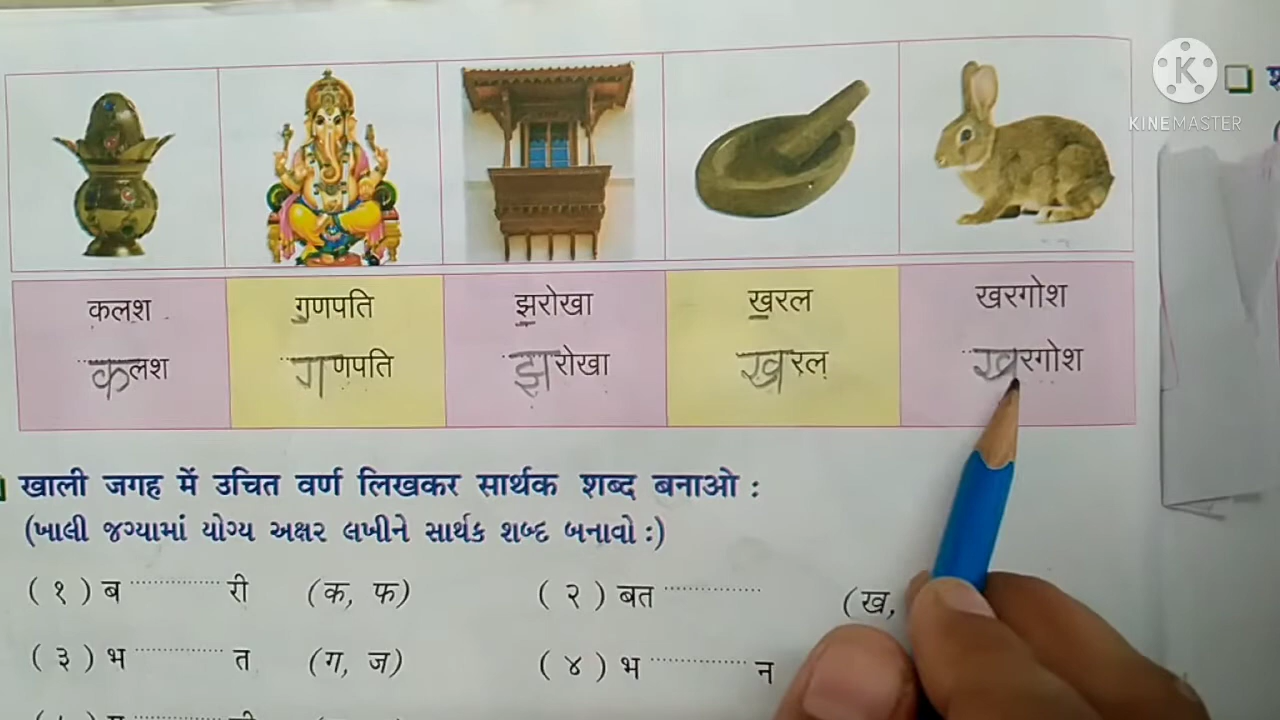 KINEMASTER
कलश गणपति झरोखा खरल खरगोश
कलश गणपति झरोखा खरल खरगोश
खाली जगह में उचित वर्ण लिखकर सार्थक शब्द बनाओ :
(ખાલી જગ્યામાં યોગ્ય અક્ષર લખીને સાર્થક શબ્દ બનાવો :)
( १ ) ब ............... री (क, फ) ( २ ) बत ............... (ख,
( ३ ) भ ............... त (ग, ज) ( ४ ) भ ............... न